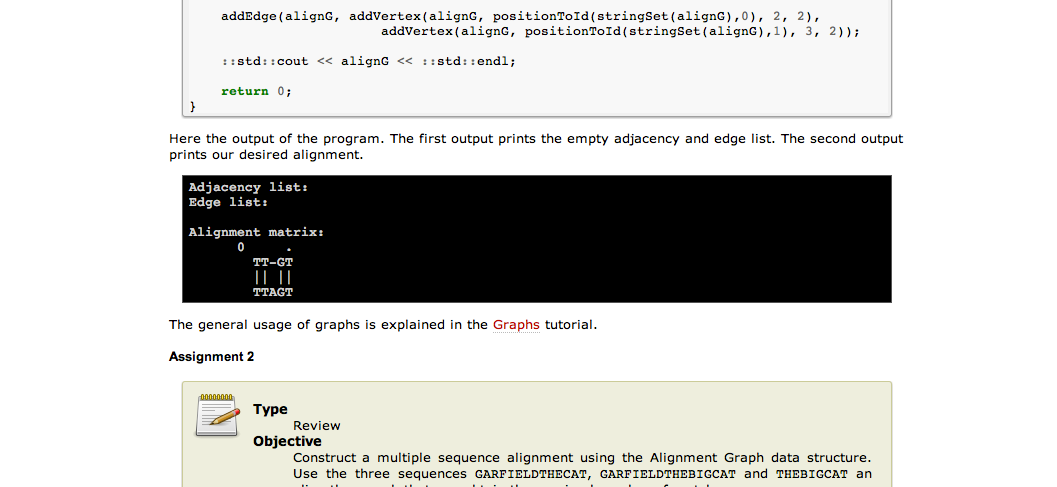 addEdge(alignG, addVertex(alignG, positionToId(stringSet(alignG),0), 2, 2),
addVertex(alignG, positionToId(stringSet(alignG),1), 3, 2));
::std::cout << alignG << ::std::endl;
return 0;
}
Here the output of the program. The first output prints the empty adjacency and edge list. The second output
prints our desired alignment.
Adjacency list:
Edge list:
Alignment matrix:
0 .
TT-GT
|| ||
TTAGT
The general usage of graphs is explained in the Graphs tutorial.
Assignment 2
Type
Review
Objective
Construct a multiple sequence alignment using the Alignment Graph data structure.
Use the three sequences GARFIELDTHECAT, GARFIELDTHEBIGCAT and THEBIGCAT an